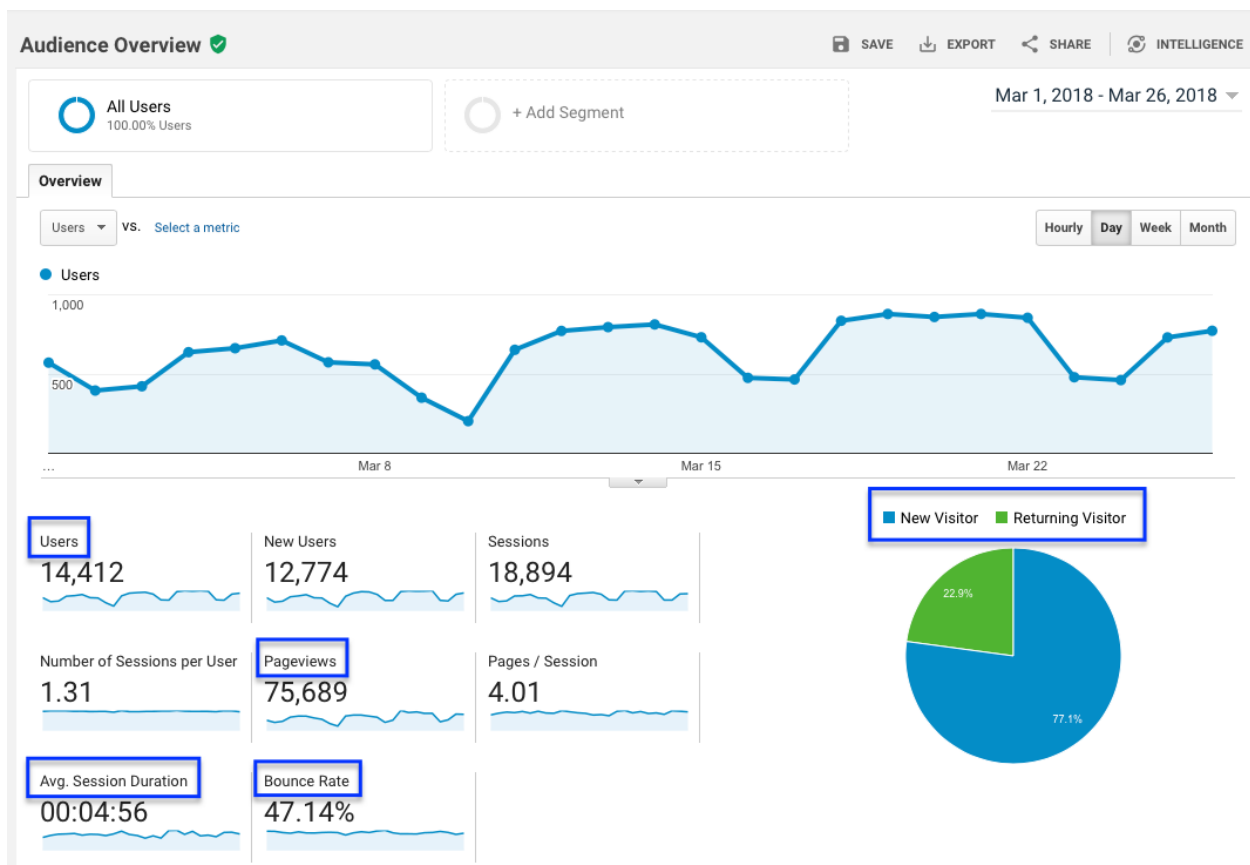 Audience Overview
SAVE EXPORT SHARE INTELLIGENCE
All Users
100.00% Users
+ Add Segment
Mar 1, 2018 - Mar 26, 2018
Overview
Users VS. Select a metric
Hourly Day Week Month
Users
1,000
500
... Mar 8 Mar 15 Mar 22
New Visitor Returning Visitor
Users New Users Sessions
14,412 12,774 18,894
22.9%
Number of Sessions per User Pageviews Pages / Session
1.31 75,689 4.01
77.1%
Avg. Session Duration Bounce Rate
00:04:56 47.14%